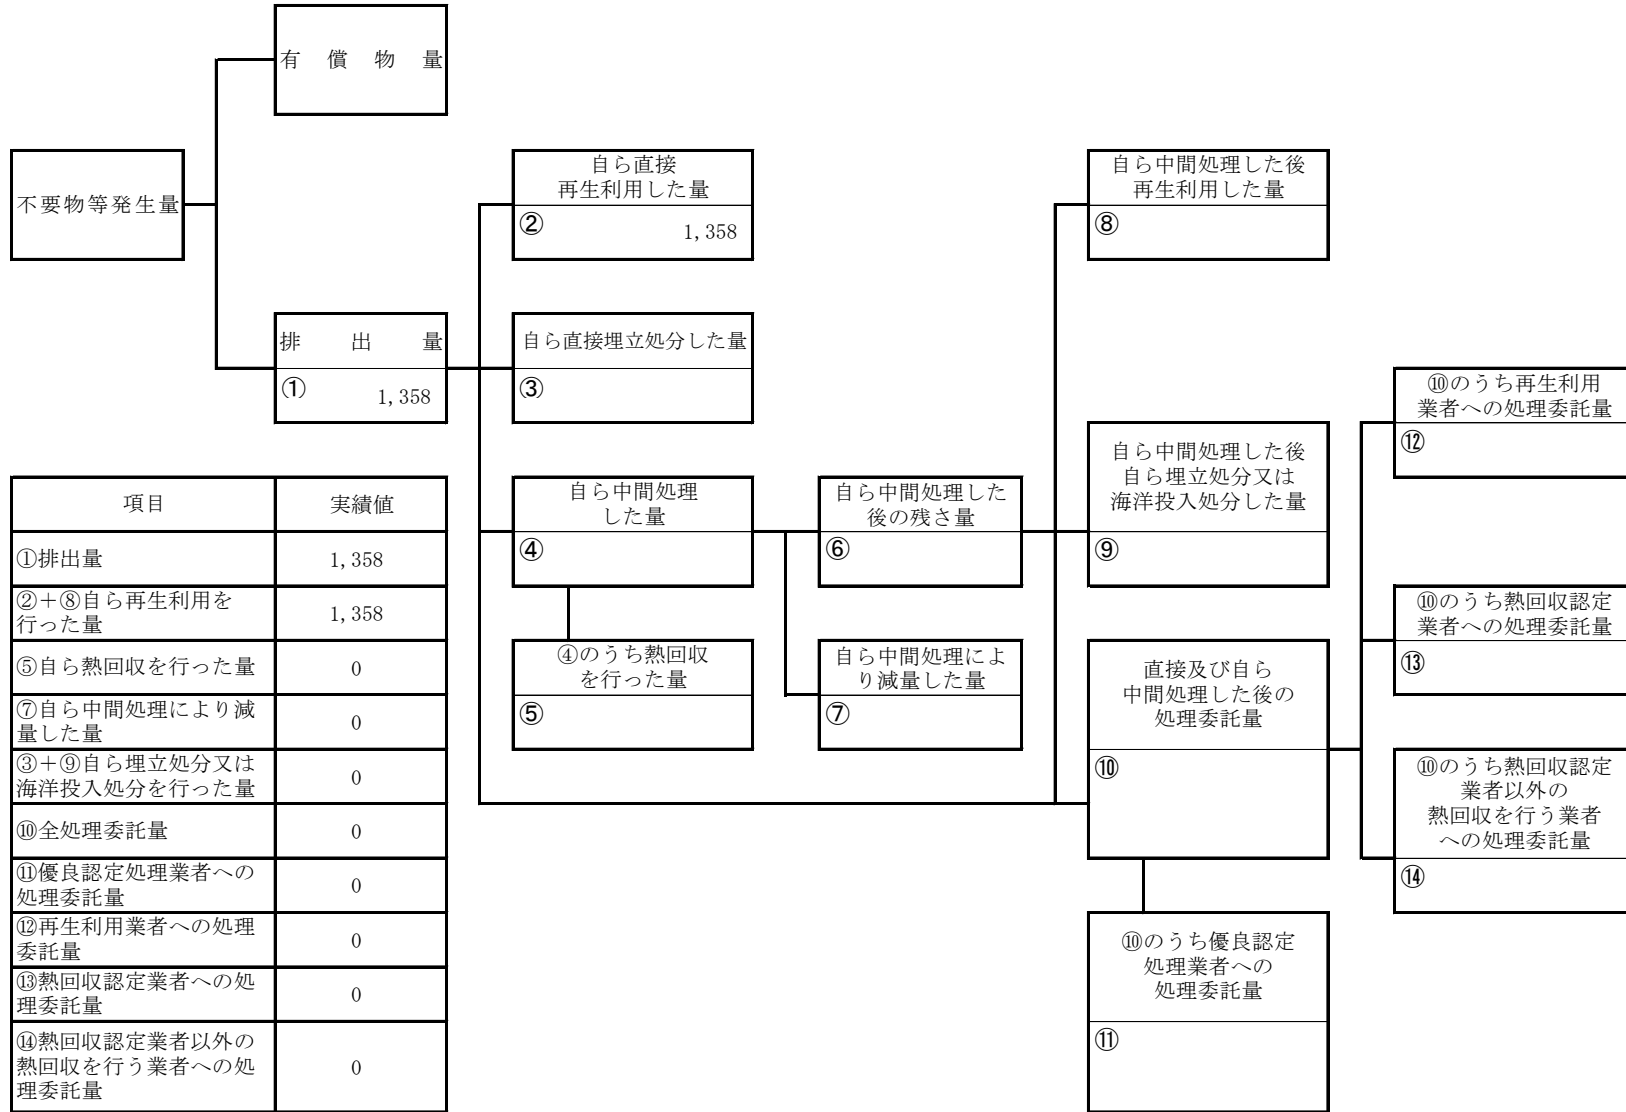 有償物量
不要物等発生量
自ら直接
再生利用した量
② 1,358
自ら中間処理した後
再生利用した量
⑧
排出量
① 1,358
自ら直接埋立処分した量
③
⑩のうち再生利用
業者への処理委託量
⑫
自ら中間処理
した量
④
自ら中間処理した
後の残さ量
⑥
自ら中間処理した後
自ら埋立処分又は
海洋投入処分した量
⑨
⑩のうち熱回収認定
業者への処理委託量
⑬
④のうち熱回収
を行った量
⑤
自ら中間処理によ
り減量した量
⑦
直接及び自ら
中間処理した後の
処理委託量
⑩
⑩のうち熱回収認定
業者以外の
熱回収を行う業者
への処理委託量
⑭
⑩のうち優良認定
処理業者への
処理委託量
⑪
項目 実績値
①排出量 1,358
②+⑧自ら再生利用を
行った量 1,358
⑤自ら熱回収を行った量 0
⑦自ら中間処理により減
量した量 0
③+⑨自ら埋立処分又は
海洋投入処分を行った量 0
⑩全処理委託量 0
⑪優良認定処理業者への
処理委託量 0
⑫再生利用業者への処理
委託量 0
⑬熱回収認定業者への処
理委託量 0
⑭熱回収認定業者以外の
熱回収を行う業者への処 0
理委託量